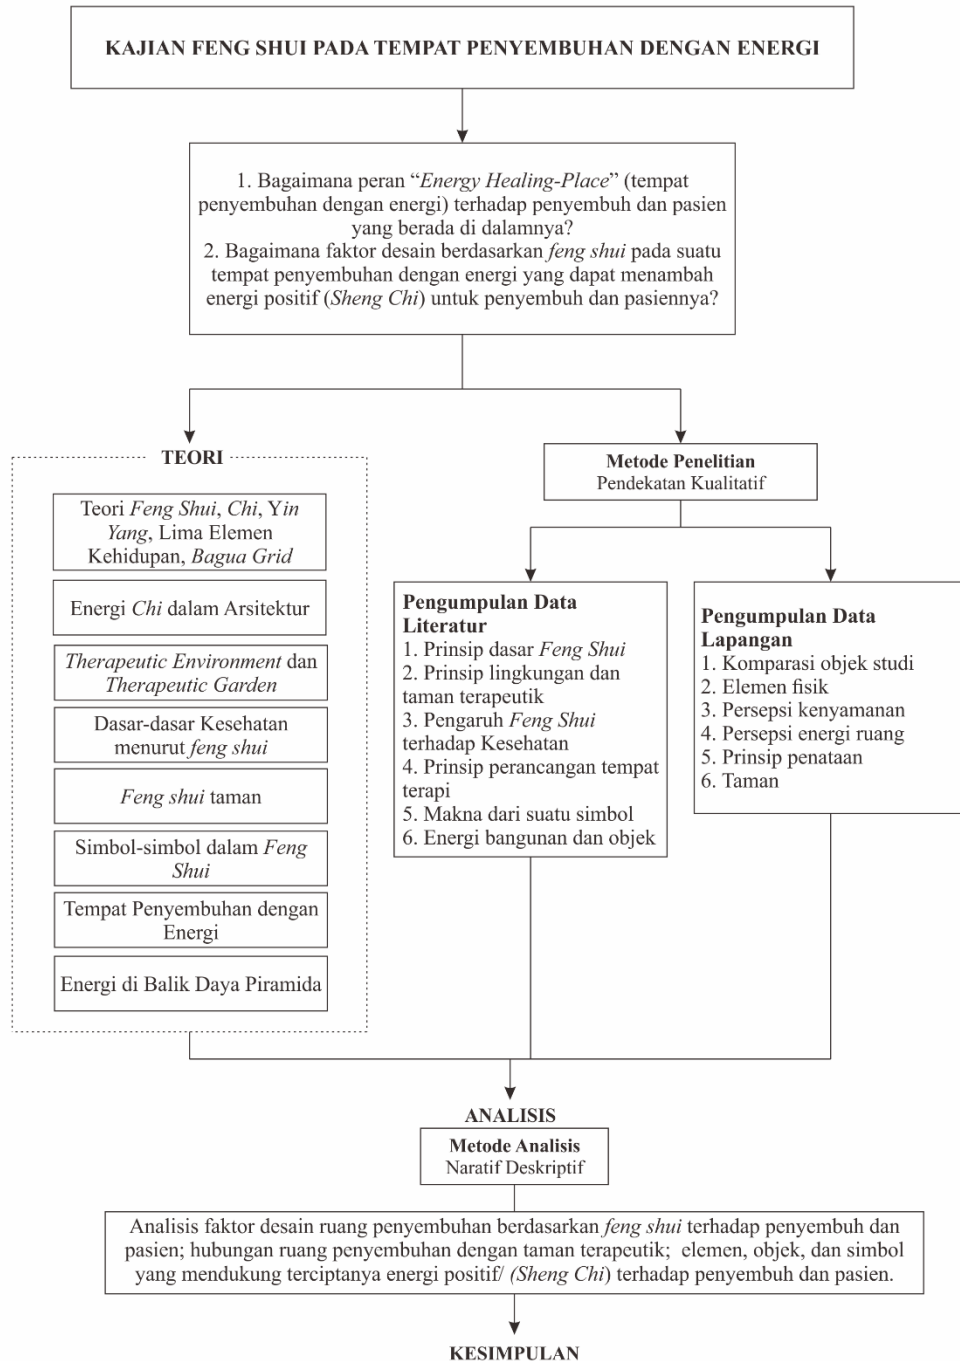 KAJIAN FENG SHUI PADA TEMPAT PENYEMBUHAN DENGAN ENERGI
1. Bagaimana peran “Energy Healing-Place” (tempat
penyembuhan dengan energi) terhadap penyembuh dan pasien
yang berada di dalamnya?
2. Bagaimana faktor desain berdasarkan feng shui pada suatu
tempat penyembuhan dengan energi yang dapat menambah
energi positif (Sheng Chi) untuk penyembuh dan pasiennya?
TEORI
Teori Feng Shui, Chi, Yin
Yang, Lima Elemen
Kehidupan, Bagua Grid
Energi Chi dalam Arsitektur
Therapeutic Environment dan
Therapeutic Garden
Dasar-dasar Kesehatan
menurut feng shui
Feng shui taman
Simbol-simbol dalam Feng
Shui
Tempat Penyembuhan dengan
Energi
Energi di Balik Daya Piramida
Metode Penelitian
Pendekatan Kualitatif
Pengumpulan Data
Literatur
1. Prinsip dasar Feng Shui
2. Prinsip lingkungan dan
taman terapeutik
3. Pengaruh Feng Shui
terhadap Kesehatan
4. Prinsip perancangan tempat
terapi
5. Makna dari suatu simbol
6. Energi bangunan dan objek
Pengumpulan Data
Lapangan
1. Komparasi objek studi
2. Elemen fisik
3. Persepsi kenyamanan
4. Persepsi energi ruang
5. Prinsip penataan
6. Taman
ANALISIS
Metode Analisis
Naratif Deskriptif
Analisis faktor desain ruang penyembuhan berdasarkan feng shui terhadap penyembuh dan
pasien; hubungan ruang penyembuhan dengan taman terapeutik; elemen, objek, dan simbol
yang mendukung terciptanya energi positif/ (Sheng Chi) terhadap penyembuh dan pasien.
KESIMPULAN